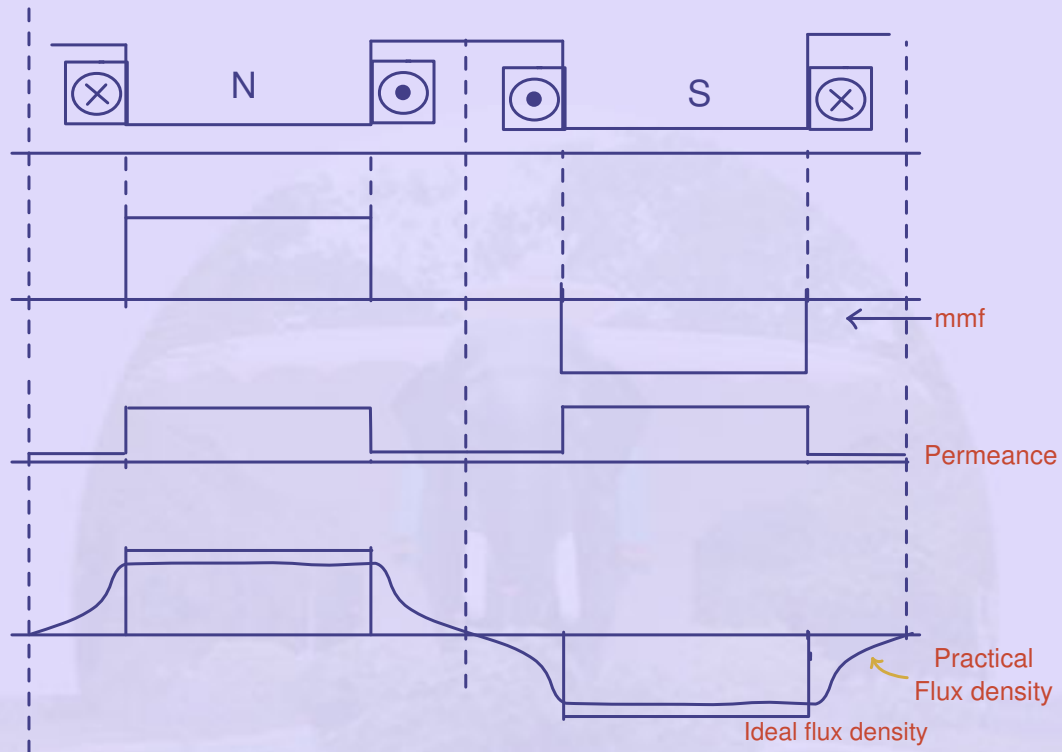 N
S
mmf
Permeance
Practical
Flux density
Ideal flux density